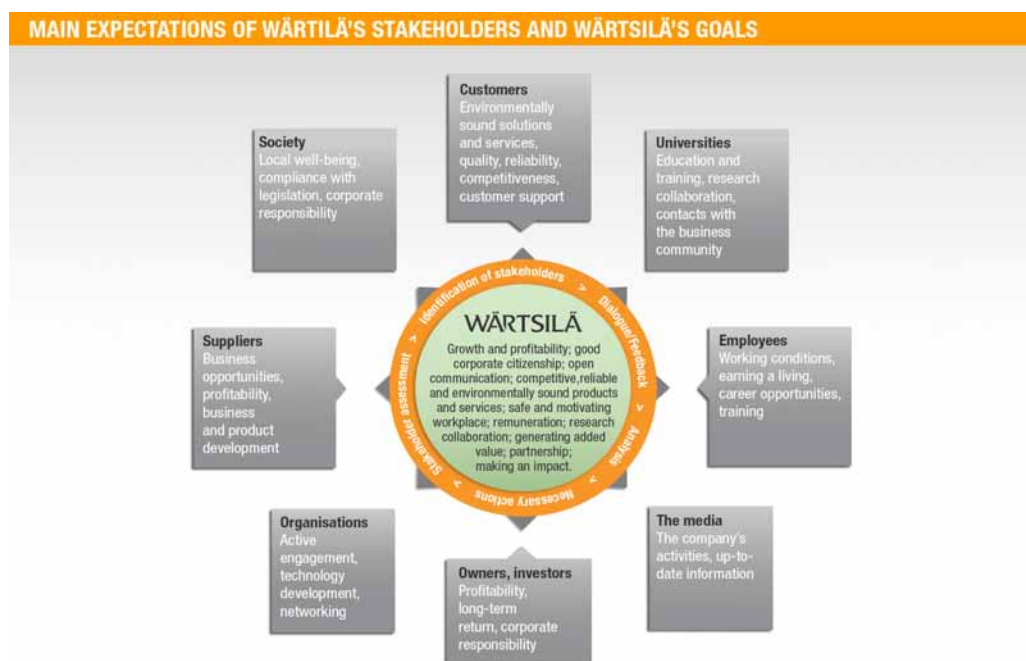 MAIN EXPECTATIONS OF WÄRTILÄ'S STAKEHOLDERS AND WÄRTSILÄ'S GOALS
Customers
Environmentally
sound solutions
and services,
quality, reliability,
competitiveness,
customer support
Society
Local well-being,
compliance with
legislation, corporate
responsibility
Universities
Education and
training, research
collaboration,
contacts with
the business
community
Identification of stakeholders > Dialogue/Feedback > Analysis > Necessary actions > Stakeholder assessment >
WÄRTSILÄ
Growth and profitability; good
corporate citizenship; open
communication; competitive,reliable
and environmentally sound products
and services; safe and motivating
workplace; remuneration; research
collaboration; generating added
value; partnership;
making an impact.
Suppliers
Business
opportunities,
profitability,
business
and product
development
Employees
Working conditions,
earning a living,
career opportunities,
training
Organisations
Active
engagement,
technology
development,
networking
Owners, investors
Profitability,
long-term
return, corporate
responsibility
The media
The company's
activities, up-to-
date information